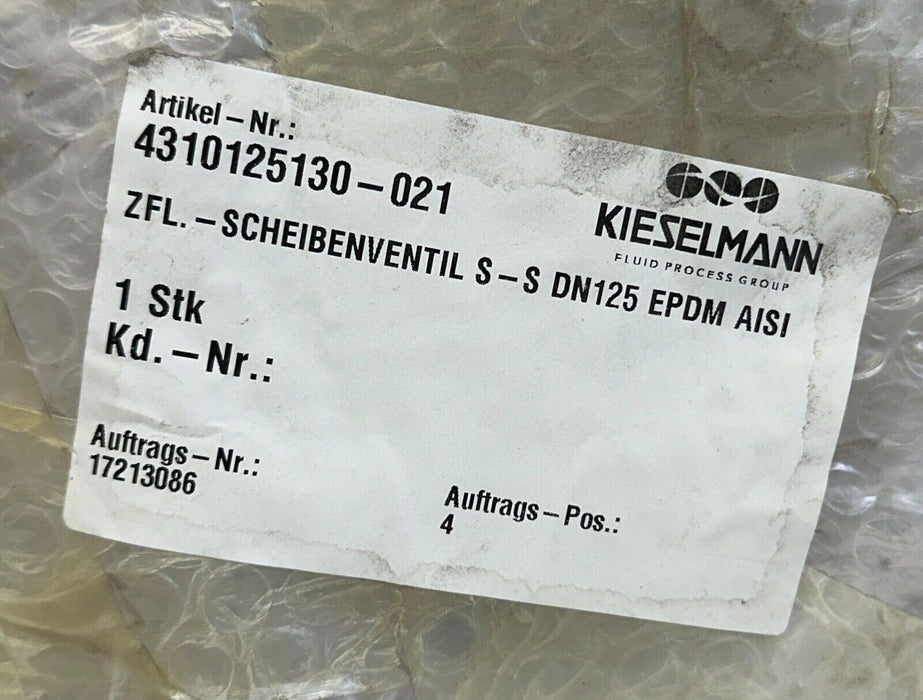 Artikel-Nr.:
4310125130-021
KIESELMANN
FLUID PROCESS GROUP
ZFL.-SCHEIBENVENTIL S-S DN125 EPDM AISI
1 Stk
Kd.-Nr.:
Auftrags-Nr.:
17213086
Auftrags-Pos.:
4